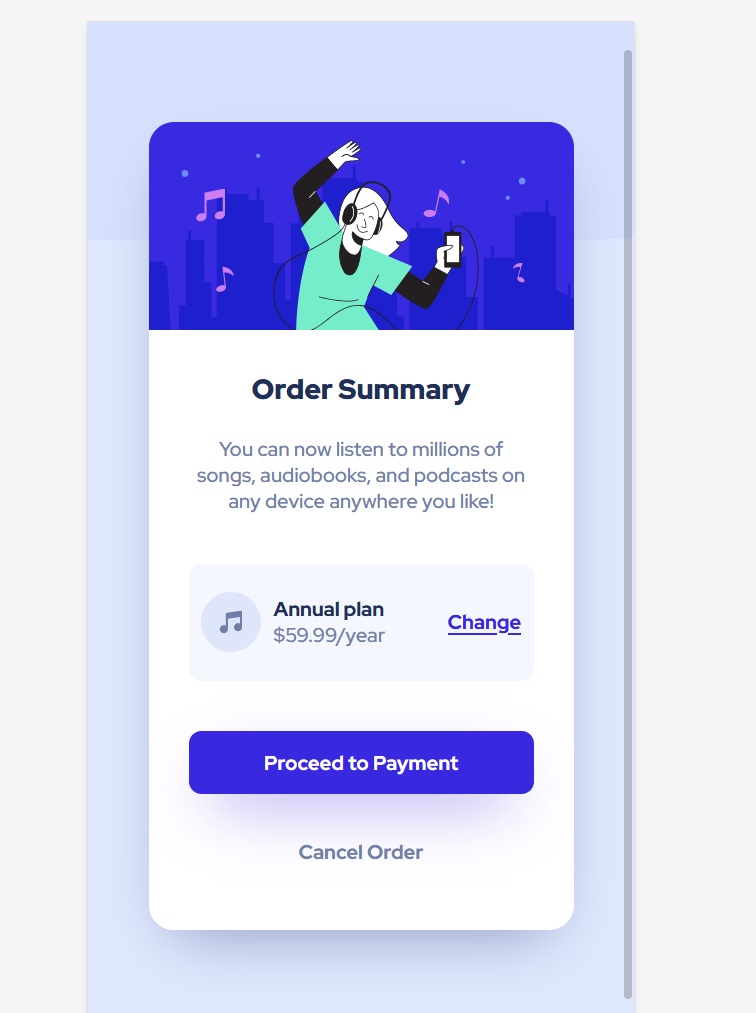 Order Summary
You can now listen to millions of
songs, audiobooks, and podcasts on
any device anywhere you like!
Annual plan
$59.99/year
Change
Proceed to Payment
Cancel Order